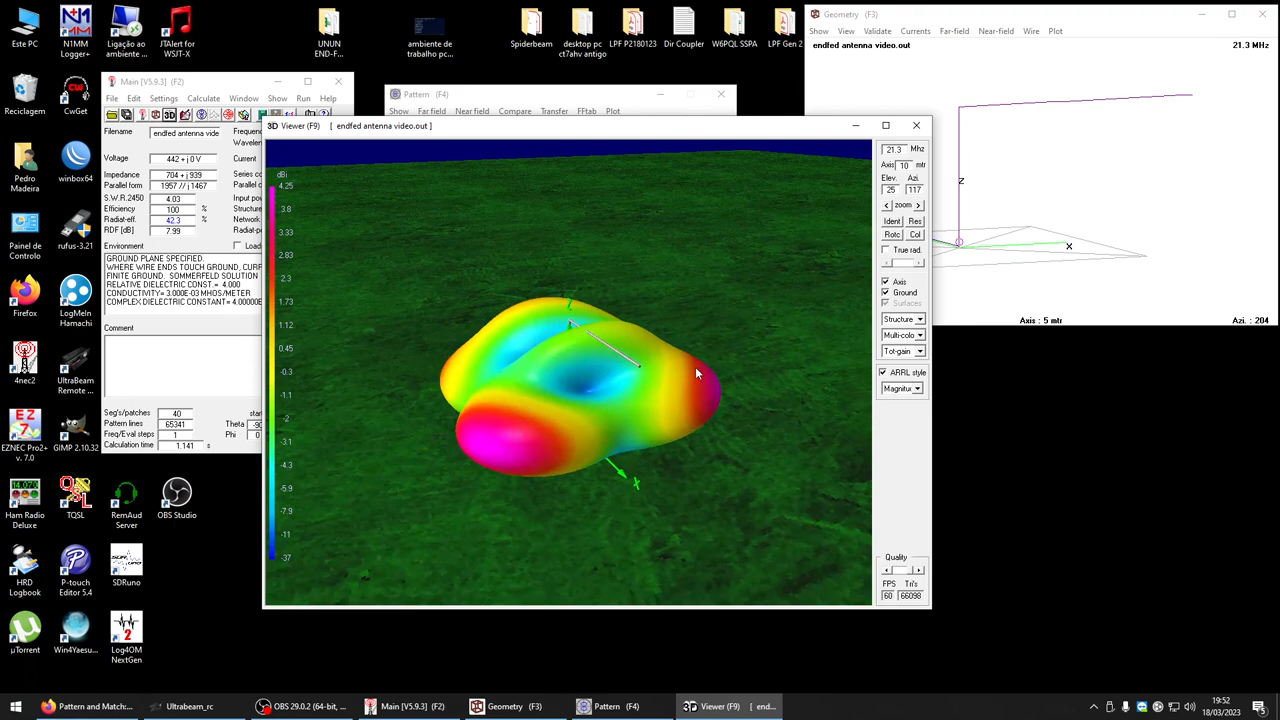 Este PC
N1MM
Logger+
Ligação ao
ambiente ...
JTAlert for
WSJT-X
UNUN
END-F...
ambiente de
trabalho pc...
Spiderbeam
desktop pc
ct7ahv antigo
LPF P2180123
Dir Coupler
W6PQL SSPA
LPF Gen 2
Reciclagem
CwGet
Pedro
Madeira
winbox64
Painel de
Controlo
rufus-3.21
Firefox
LogMeIn
Hamachi
4nec2
UltraBeam
Remote ...
EZNEC Pro2+
v. 7.0
GIMP 2.10.32
Ham Radio
Deluxe
TQSL
RemAud
Server
OBS Studio
HRD
Logbook
P-touch
Editor 5.4
SDRuno
µTorrent
Win4Yaesu...
Log4OM
NextGen
Main [V5.9.3] (F2)
File Edit Settings Calculate Window Show Run Help
Filename endfed antenna vide
Voltage 442 + j 0 V
Impedance 704 + j 939
Parallel form 1957 // j 1467
S.W.R.2450 4.03
Efficiency 100 %
Radiat-eff. 42.3 %
RDF [dB] 7.99
Environment
GROUND PLANE SPECIFIED.
WHERE WIRE ENDS TOUCH GROUND, CURR
FINITE GROUND. SOMMERFELD SOLUTION
RELATIVE DIELECTRIC CONST.= 4.000
CONDUCTIVITY= 3.000E-03 MHOS/METER
COMPLEX DIELECTRIC CONSTANT= 4.00000E
Comment
Seg's/patches 40
Pattern lines 65341
Freq/Eval steps 1
Calculation time 1.141 s
start
Theta -90
Phi 0
Load
Pattern (F4)
Show Far field Near field Compare Transfer FFtab Plot
3D Viewer (F9) [ endfed antenna video.out ]
dBi
4.25
3.8
3.33
2.83
2.3
1.73
1.12
0.45
-0.3
-1.1
-2
-3.1
-4.3
-5.9
-7.9
-11
-37
Z
X
21.3 Mhz
Axis 10 mtr
Elev. Azi.
25 117
< zoom >
Ident Res
Rotc Col
True rad.
Axis
Ground
Surfaces
Structure
Multi-colo
Tot-gain
ARRL style
Magnituc
Quality
FPS Tri's
60 66098
Geometry (F3)
Show View Validate Currents Far-field Near-field Wire Plot
endfed antenna video.out 21.3 MHz
Z
X
Axis : 5 mtr Azi. : 204
Pattern and Match:...
Ultrabeam_rc
OBS 29.0.2 (64-bit, ...
Main [V5.9.3] (F2)
Geometry (F3)
Pattern (F4)
3D Viewer (F9) [ end...
19:52
18/03/2023